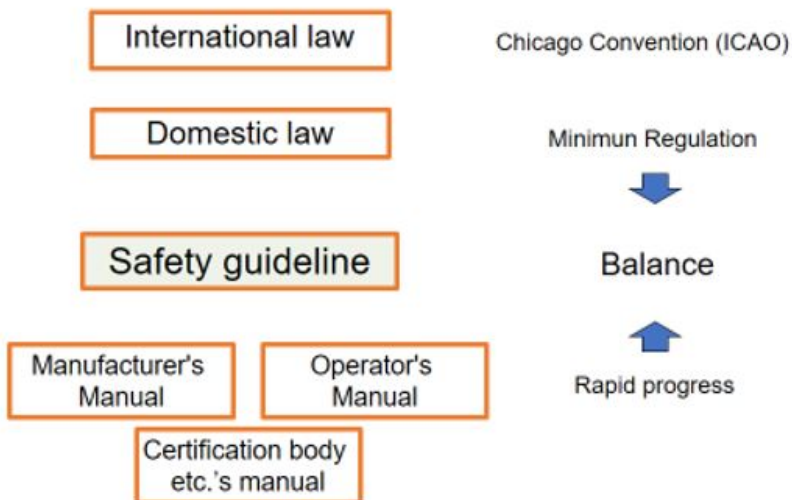 International law
Chicago Convention (ICAO)
Domestic law
Minimun Regulation
Safety guideline
Balance
Manufacturer's
Manual
Operator's
Manual
Rapid progress
Certification body
etc.'s manual